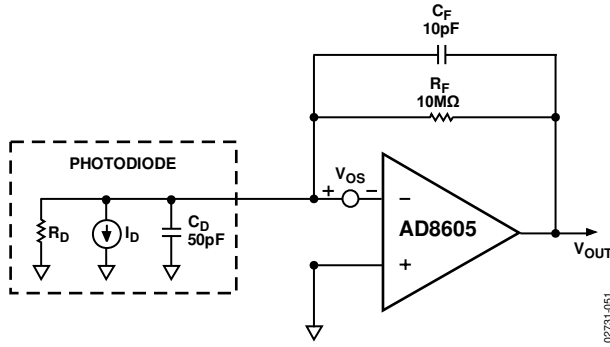 CF
10pF
RF
10MΩ
PHOTODIODE
VOS
+ −
−
RD
ID
CD
50pF
AD8605
VOUT
+
02731-051